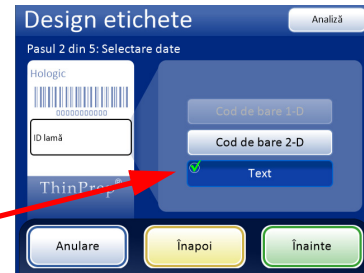 Design etichete
Analiză
Pasul 2 din 5: Selectare date
Hologic
00000000000
ID lamă
ThinPrep®
Cod de bare 1-D
Cod de bare 2-D
Text
Anulare
Înapoi
Înainte